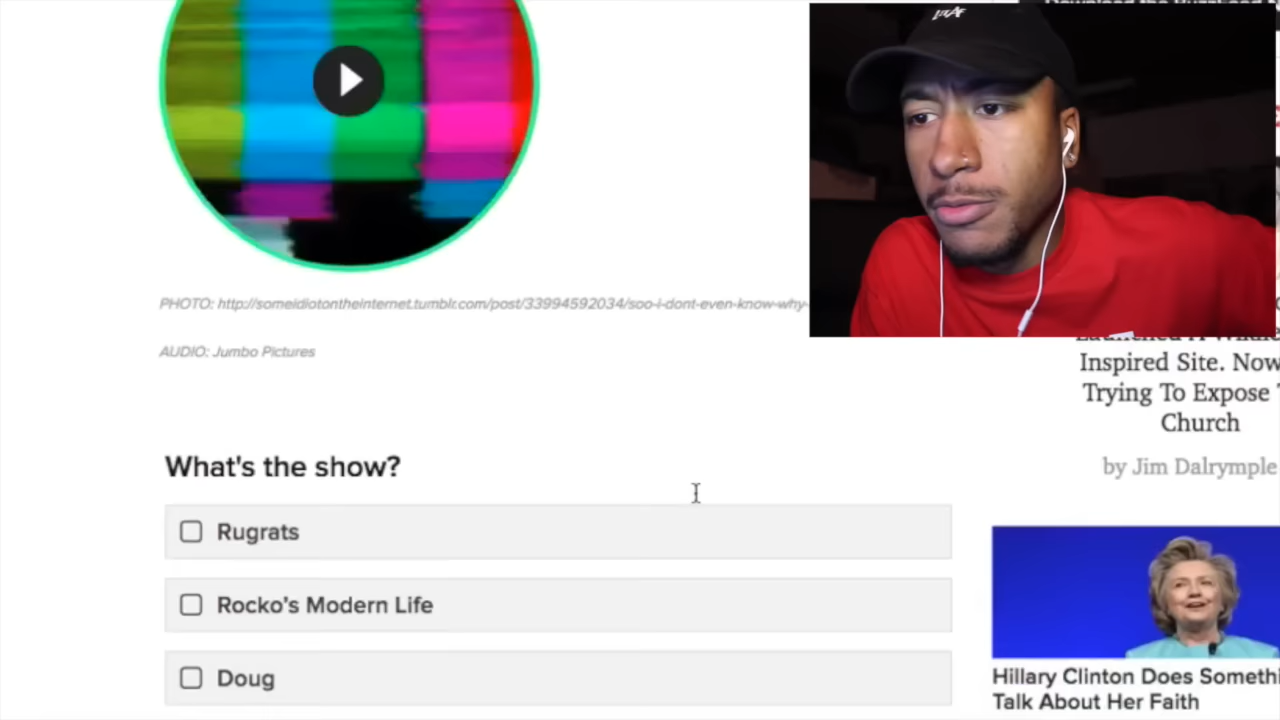 PHOTO: http://someidiotontheinternet.tumblr.com/post/33994592034/soo-i-dont-even-know-why-
AUDIO: Jumbo Pictures
What's the show?
Rugrats
Rocko's Modern Life
Doug
Inspired Site. Now
Trying To Expose
Church
by Jim Dalrymple
Hillary Clinton Does Somethi
Talk About Her Faith